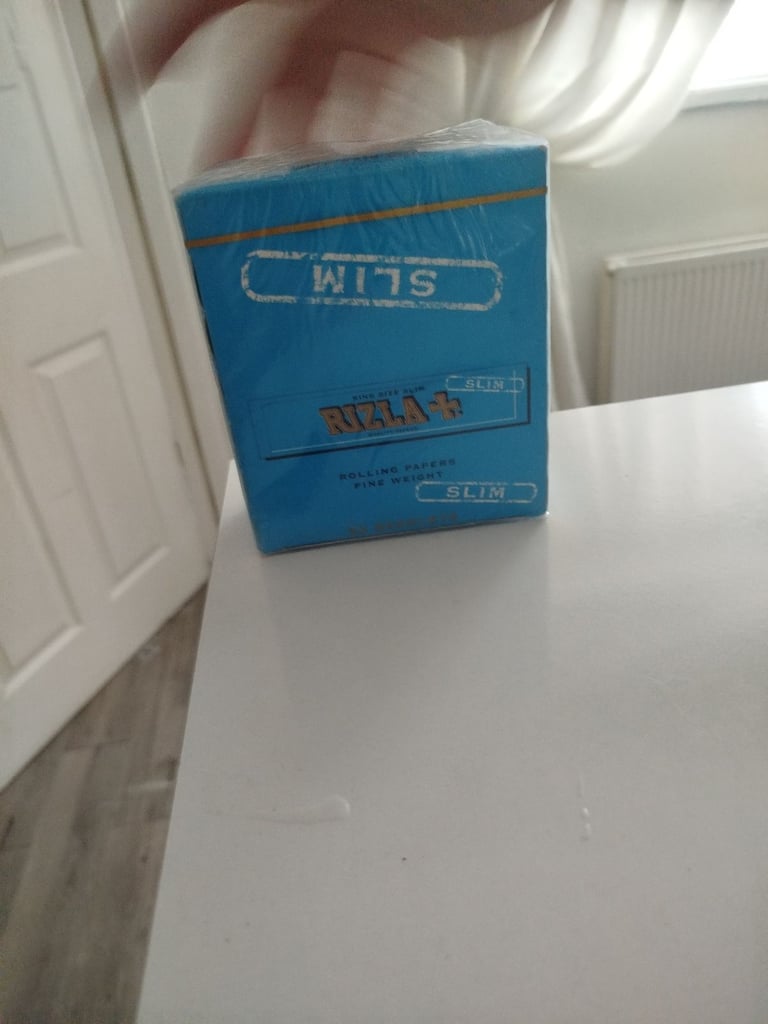 SLIM
KING SIZE SLIM
SLIM
RIZLA +
ROLLING PAPERS
FINE WEIGHT
SLIM